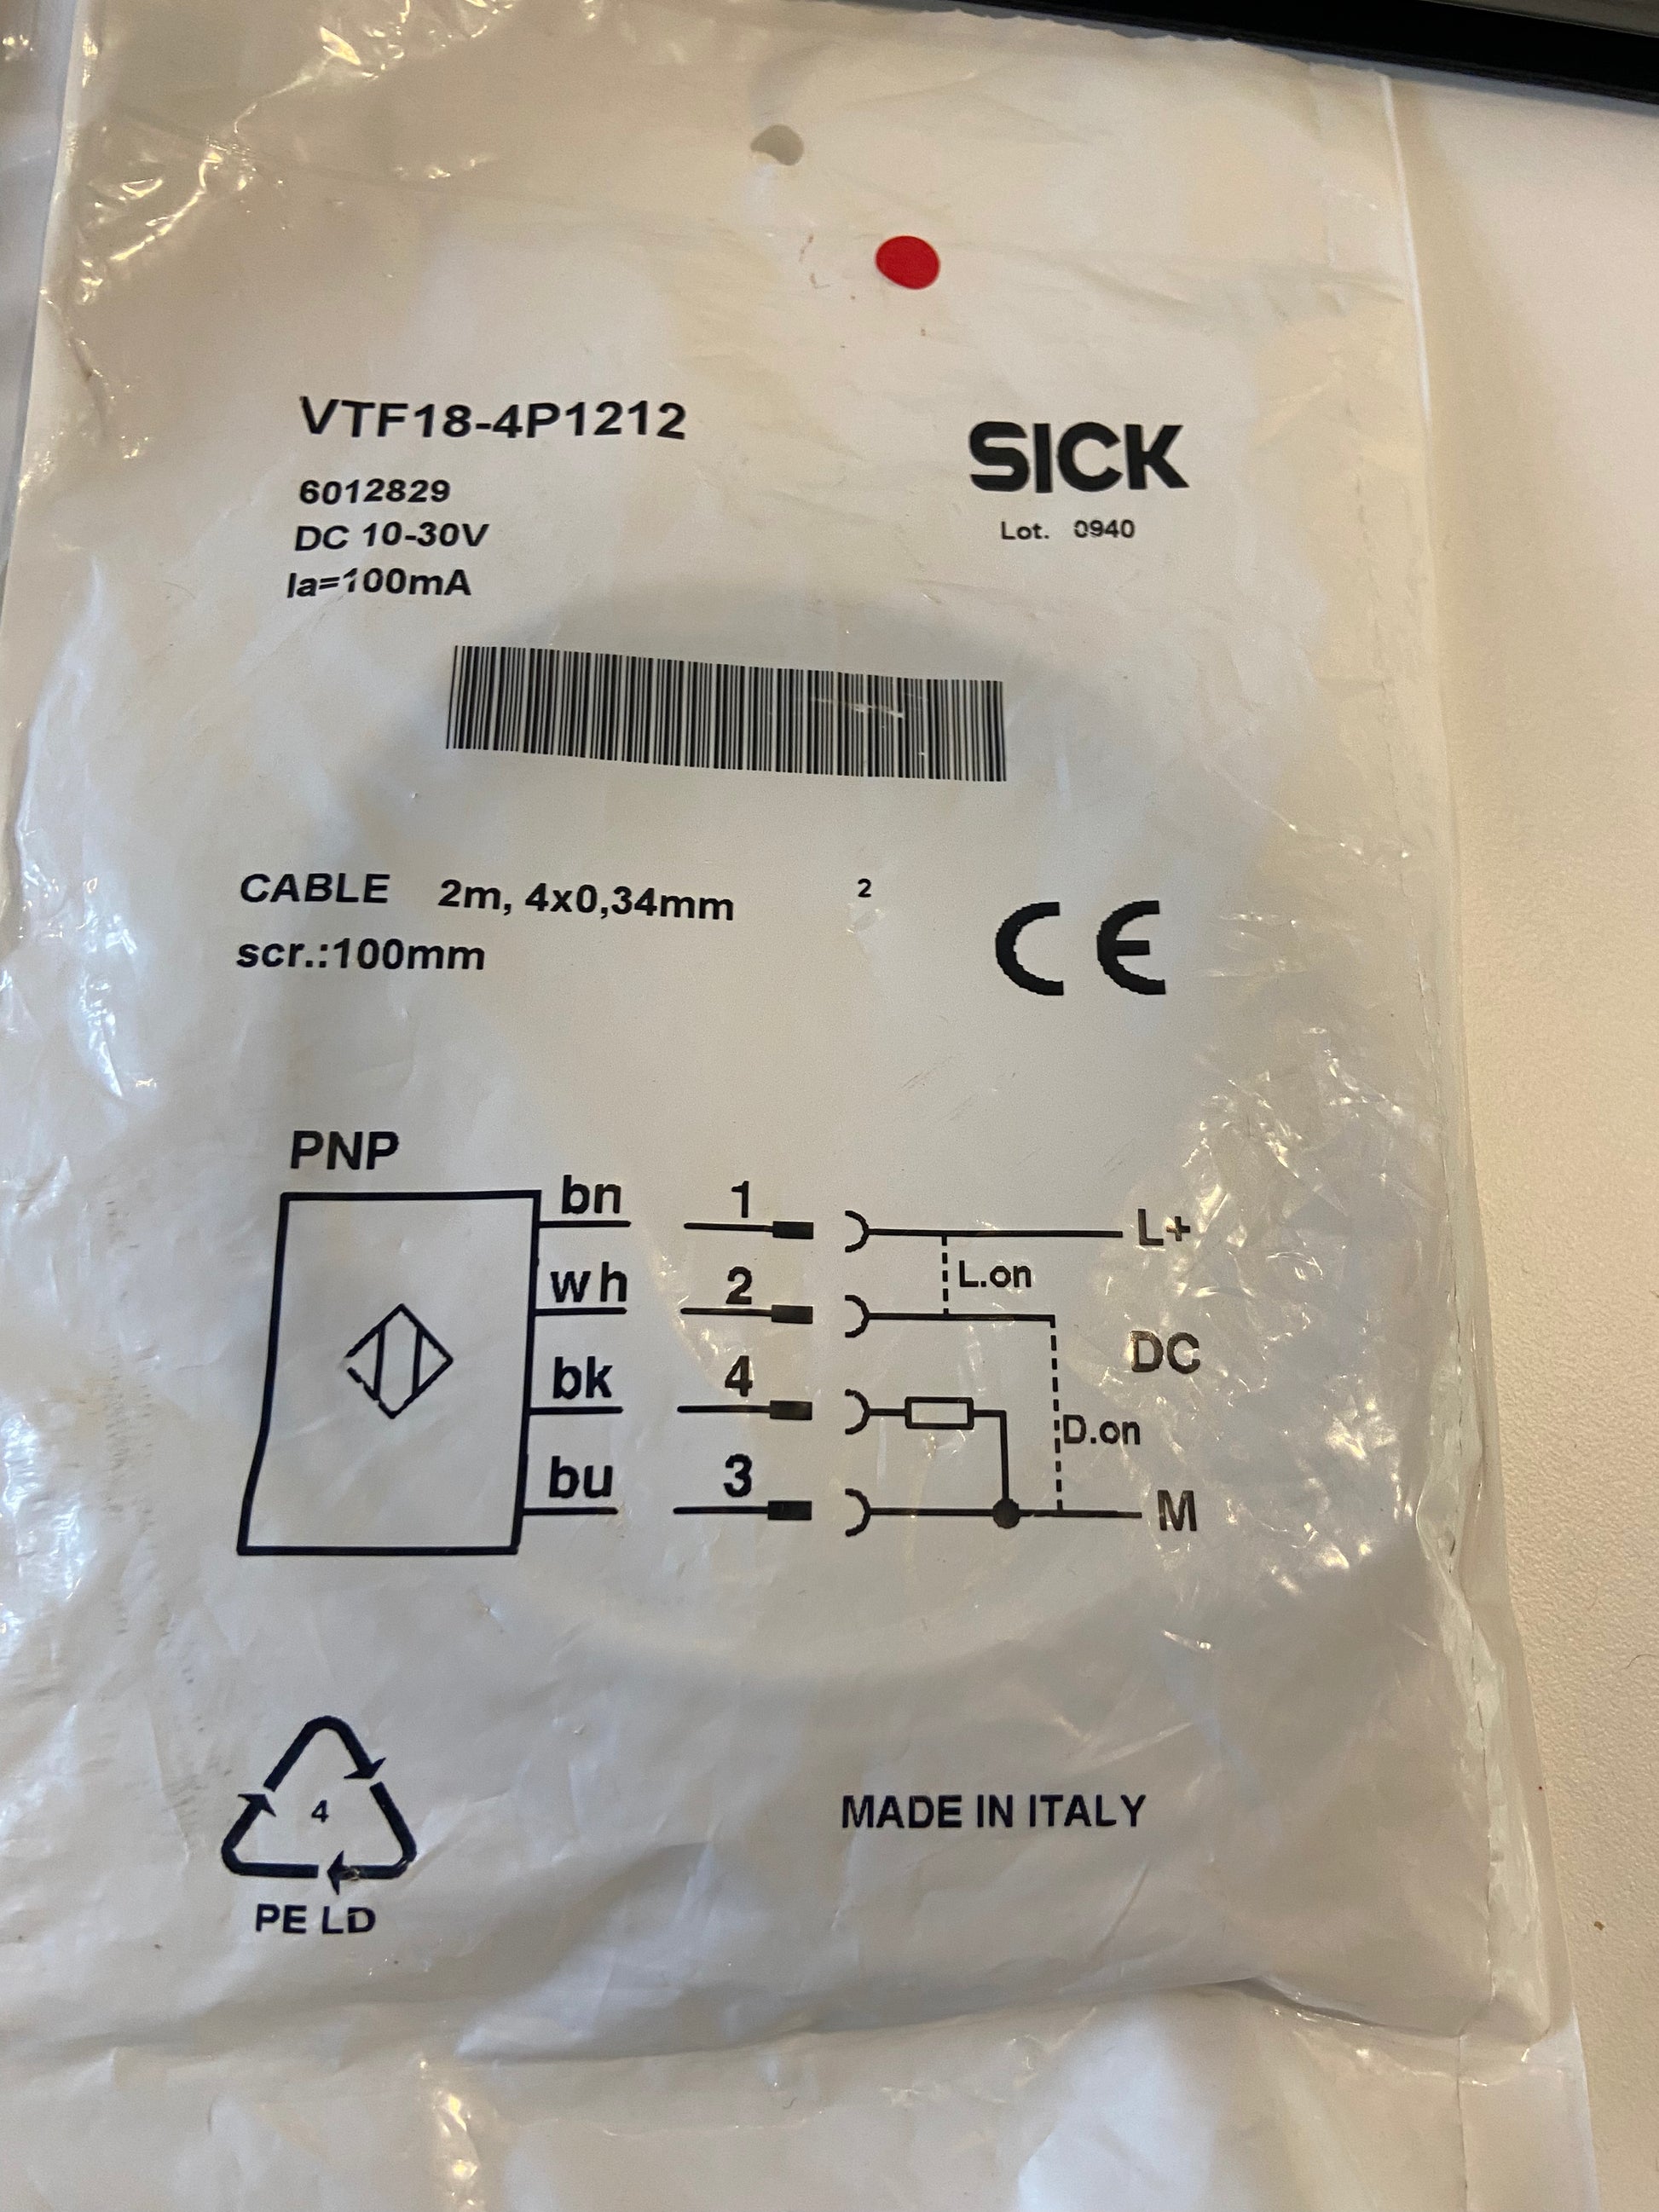 VTF18-4P1212
6012829
DC 10-30V
Ia=100mA
SICK
Lot. 0940
CABLE 2m, 4x0,34mm 2
scr.:100mm
CE
PNP
bn 1 L+
L.on
wh 2
DC
bk 4
D.on
bu 3 M
4
PE LD
MADE IN ITALY